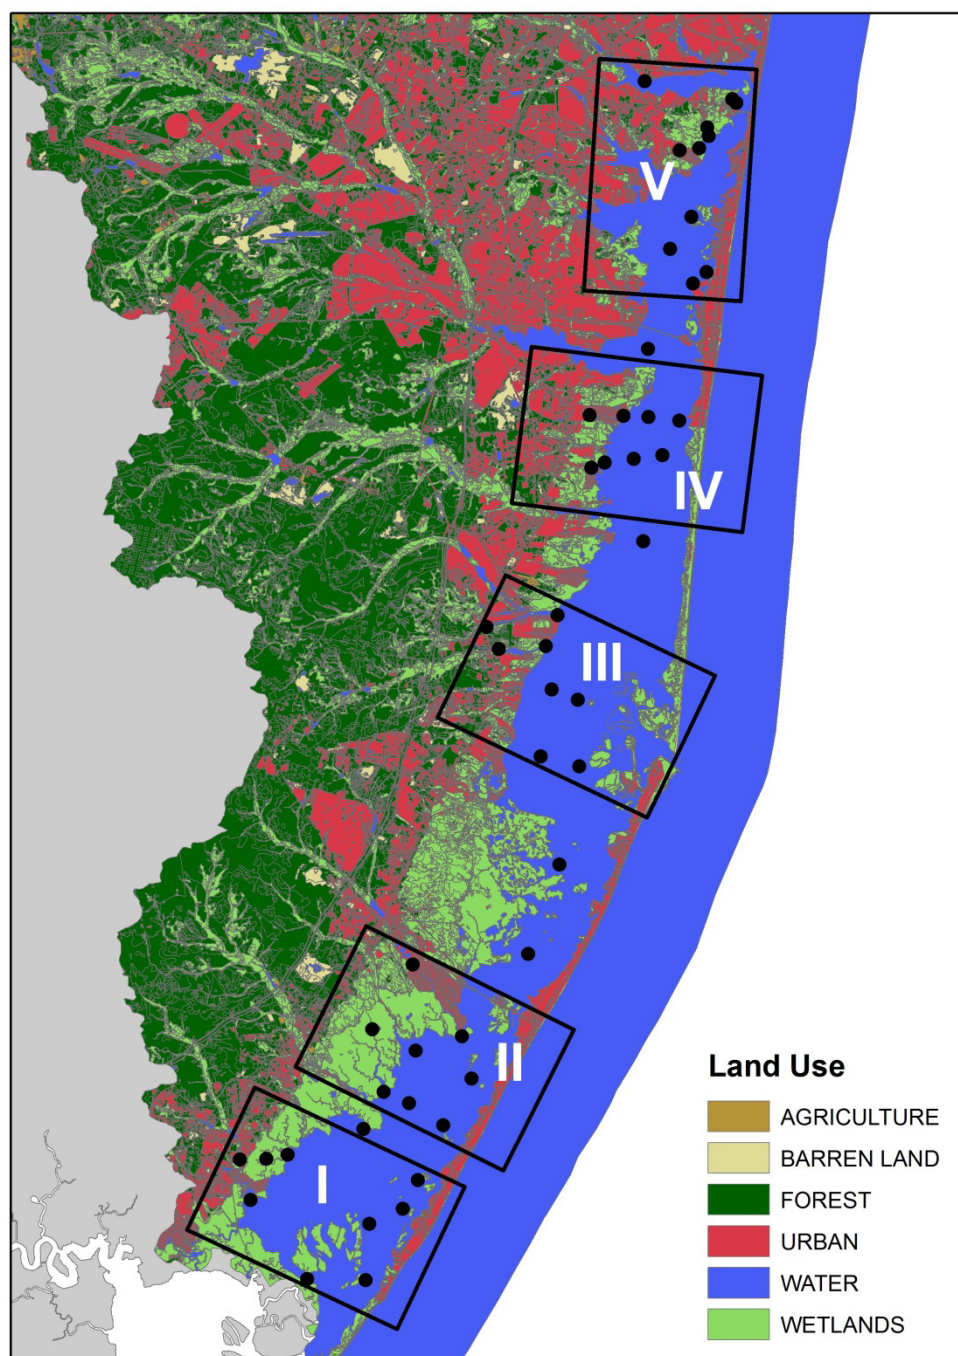 V
IV
III
II
I
Land Use
AGRICULTURE
BARREN LAND
FOREST
URBAN
WATER
WETLANDS